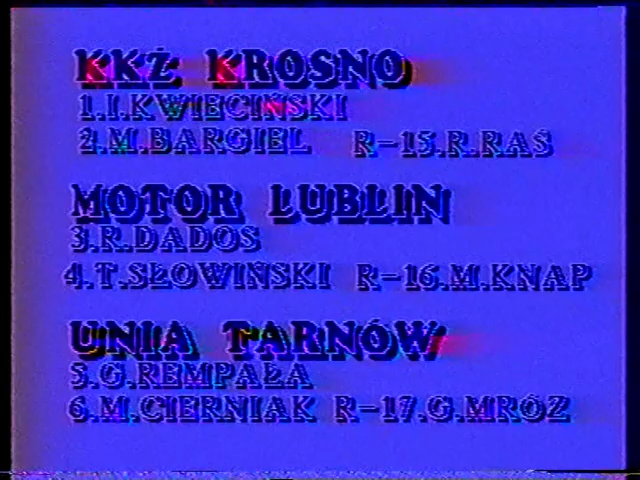 KKŻ KROSNO
1.I.KWIECIŃSKI
2.M.BARGIEL R-15.R.RAŚ
MOTOR LUBLIN
3.R.DADOS
4.T.SŁOWIŃSKI R-16.M.KNAP
UNIA TARNÓW
5.G.REMPAŁA
6.M.CIERNIAK R-17.G.MRÓZ